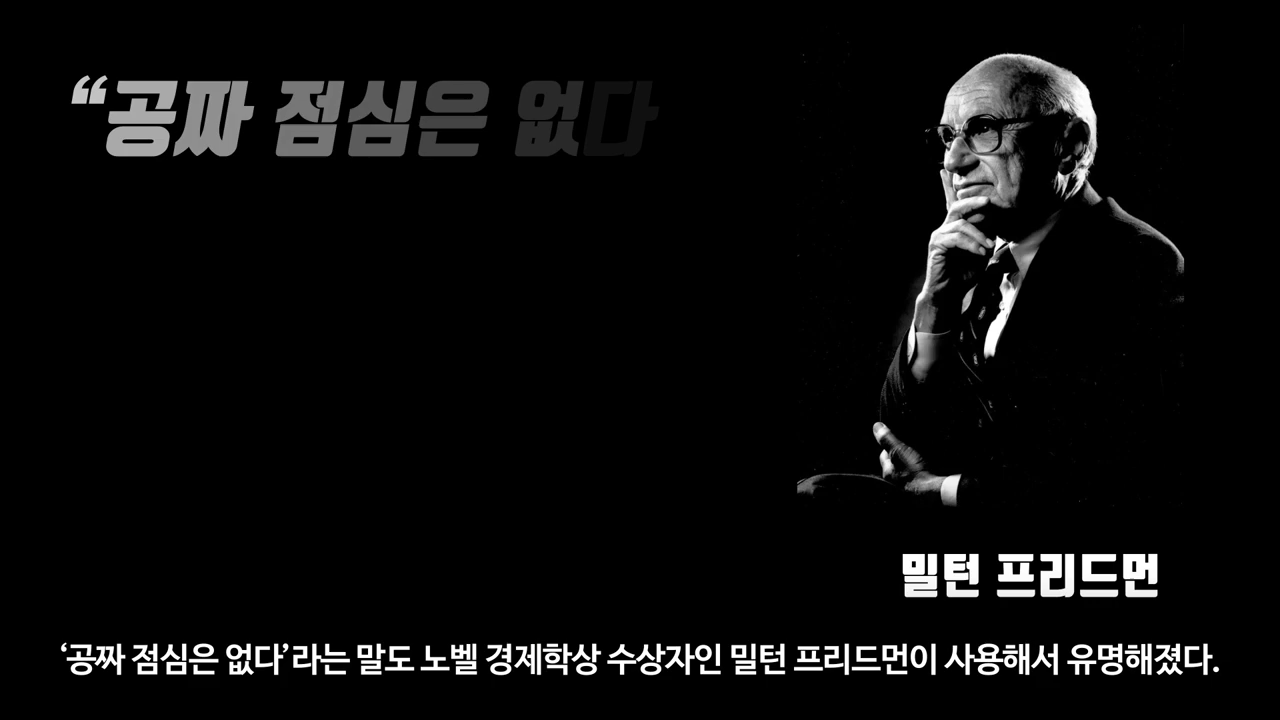 “공짜 점심은 없다
밀턴 프리드먼
‘공짜 점심은 없다’라는 말도 노벨 경제학상 수상자인 밀턴 프리드먼이 사용해서 유명해졌다.